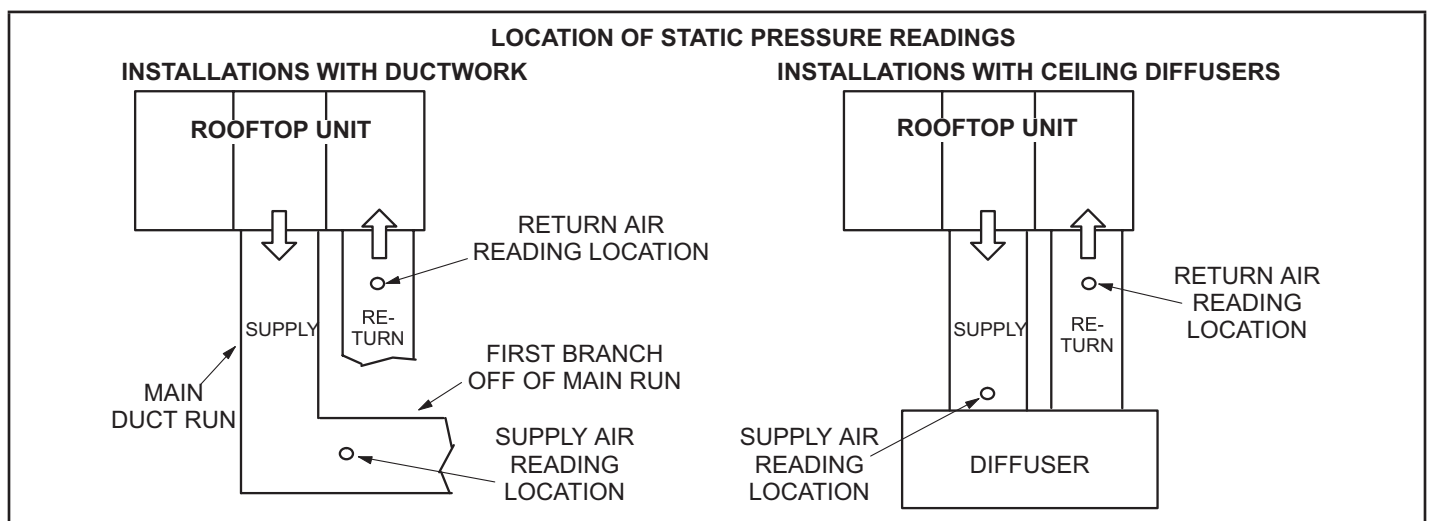 LOCATION OF STATIC PRESSURE READINGS
INSTALLATIONS WITH DUCTWORK
ROOFTOP UNIT
RETURN AIR
READING LOCATION
SUPPLY
RE-
TURN
FIRST BRANCH
OFF OF MAIN RUN
MAIN
DUCT RUN
SUPPLY AIR
READING
LOCATION
INSTALLATIONS WITH CEILING DIFFUSERS
ROOFTOP UNIT
RETURN AIR
READING
LOCATION
SUPPLY
RE-
TURN
SUPPLY AIR
READING
LOCATION
DIFFUSER